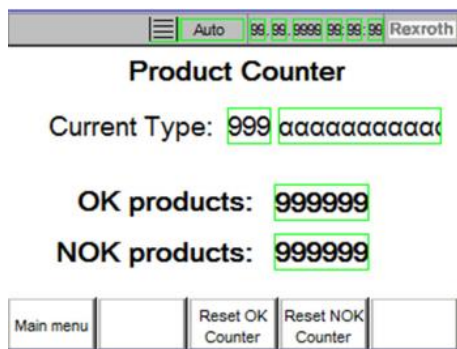 Auto 99.99.9999 99:99:99 Rexroth
Product Counter
Current Type: 999 αααααααααα
OK products: 999999
NOK products: 999999
Main menu Reset OK Counter Reset NOK Counter